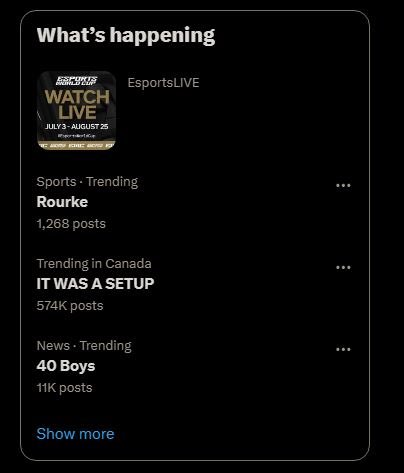 What's happening
ESPORTS
WORLD CUP
WATCH
LIVE
JULY 3 - AUGUST 25
#EsportsWorldCup
EsportsLIVE
Sports · Trending
Rourke
1,268 posts
Trending in Canada
IT WAS A SETUP
574K posts
News · Trending
40 Boys
11K posts
Show more